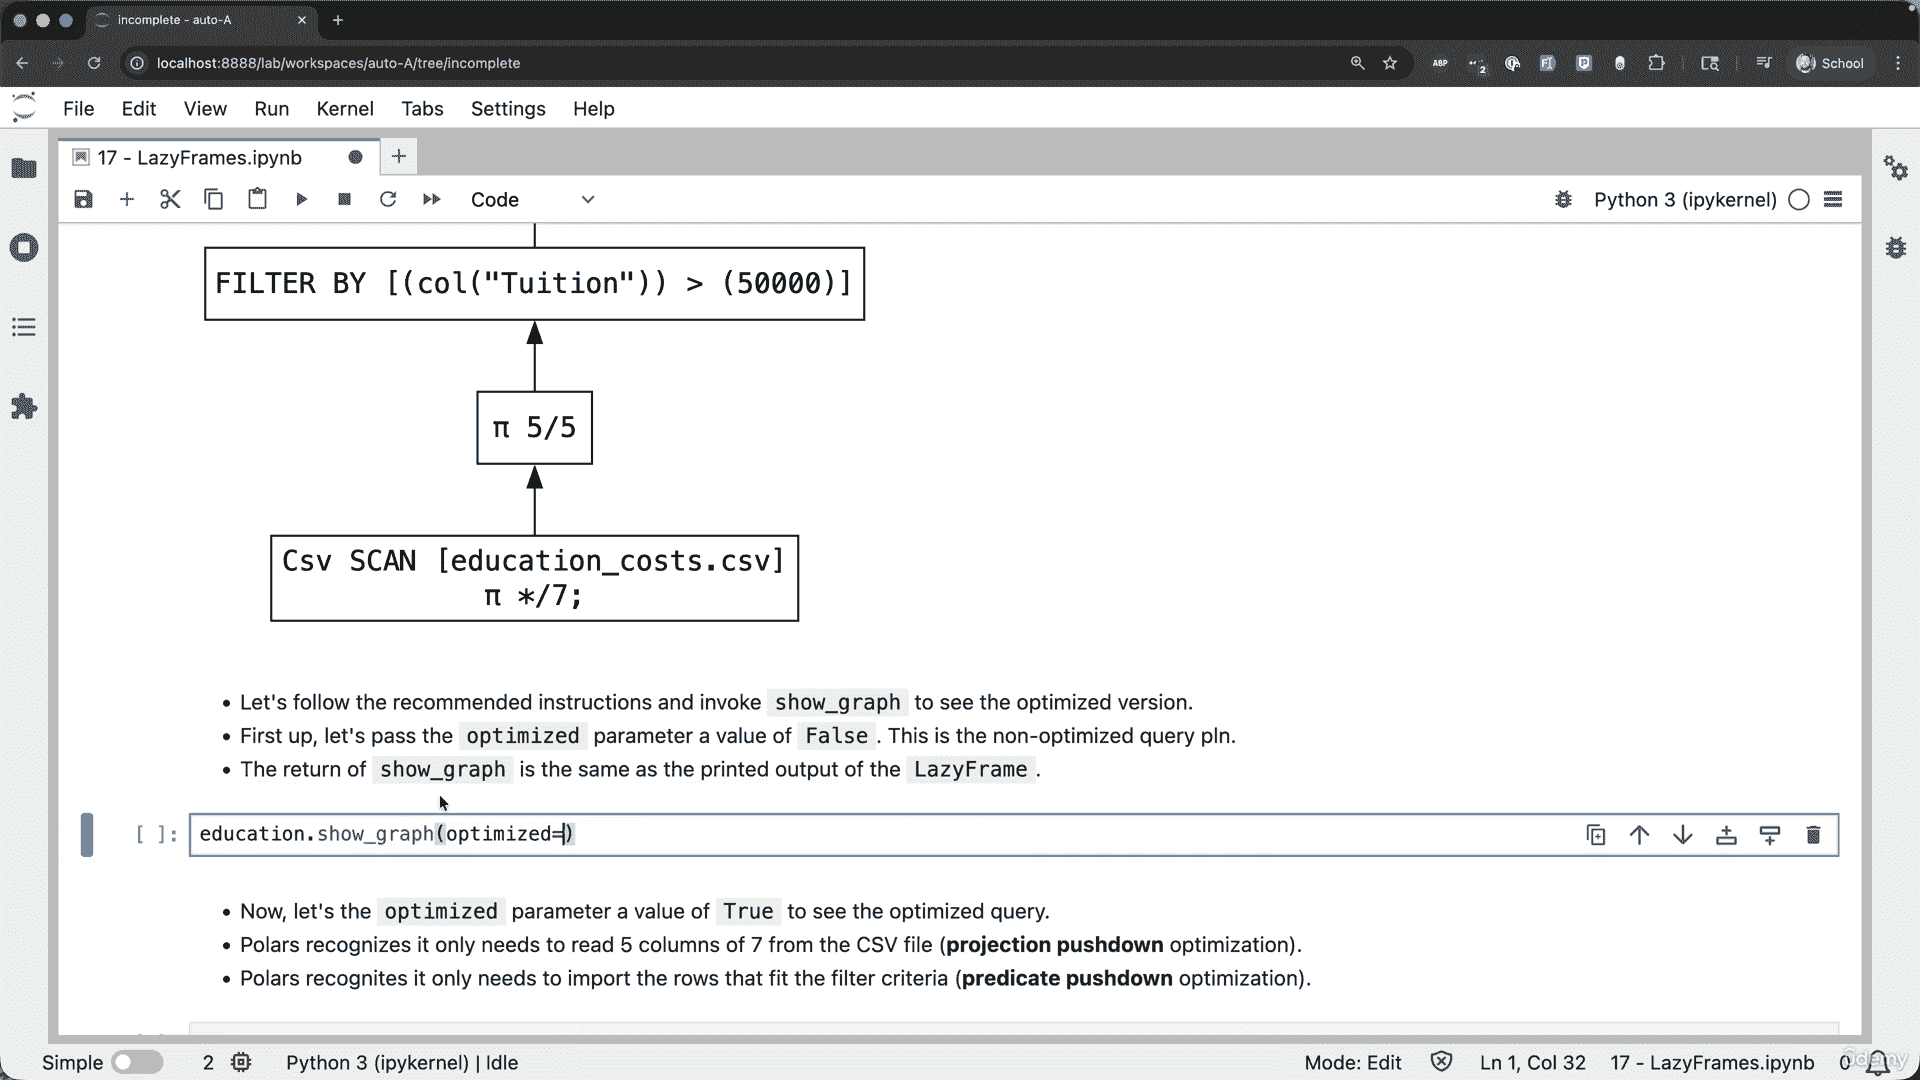 incomplete - auto-A
localhost:8888/lab/workspaces/auto-A/tree/incomplete
ABP
2
School
File Edit View Run Kernel Tabs Settings Help
17 - LazyFrames.ipynb
Code
Python 3 (ipykernel)
FILTER BY [(col("Tuition")) > (50000)]
π 5/5
Csv SCAN [education_costs.csv]
π */7;
• Let's follow the recommended instructions and invoke show_graph to see the optimized version.
• First up, let's pass the optimized parameter a value of False. This is the non-optimized query pln.
• The return of show_graph is the same as the printed output of the LazyFrame.
[ ]: education.show_graph(optimized=)
• Now, let's the optimized parameter a value of True to see the optimized query.
• Polars recognizes it only needs to read 5 columns of 7 from the CSV file (projection pushdown optimization).
• Polars recognites it only needs to import the rows that fit the filter criteria (predicate pushdown optimization).
Simple 2 Python 3 (ipykernel) | Idle Mode: Edit Ln 1, Col 32 17 - LazyFrames.ipynb 0
Udemy